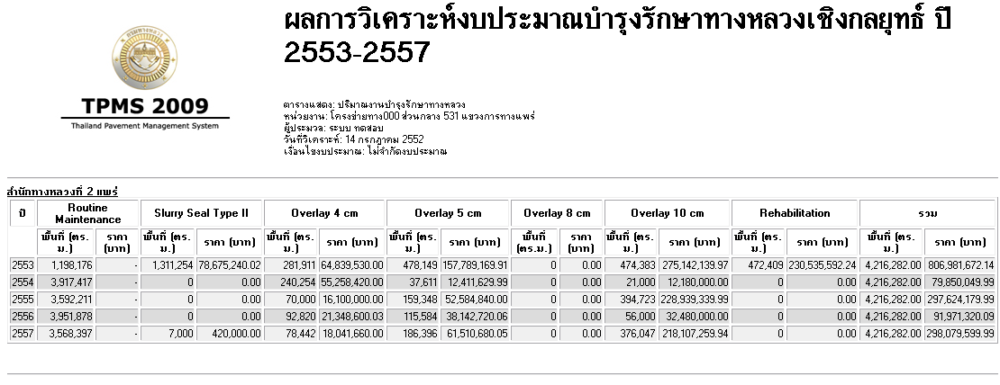 ผลการวิเคราะห์งบประมาณบำรุงรักษาทางหลวงเชิงกลยุทธ์ ปี
2553-2557
TPMS 2009
Thailand Pavement Management System
ตารางแสดง: ปริมาณงานบำรุงรักษาทางหลวง
หน่วยงาน: โครงข่ายทาง000 ส่วนกลาง 531 แขวงการทางแพร่
ผู้ประมวล: ระบบ ทดสอบ
วันที่วิเคราะห์: 14 กรกฎาคม 2552
เงื่อนไขงบประมาณ: ไม่จำกัดงบประมาณ
สำนักทางหลวงที่ 2 แพร่
ปี Routine Maintenance Slurry Seal Type II Overlay 4 cm Overlay 5 cm Overlay 8 cm Overlay 10 cm Rehabilitation รวม
พื้นที่ (ตร.ม.) ราคา (บาท) พื้นที่ (ตร.ม.) ราคา (บาท) พื้นที่ (ตร.ม.) ราคา (บาท) พื้นที่ (ตร.ม.) ราคา (บาท) พื้นที่ (ตร.ม.) ราคา (บาท) พื้นที่ (ตร.ม.) ราคา (บาท) พื้นที่ (ตร.ม.) ราคา (บาท) พื้นที่ (ตร.ม.) ราคา (บาท)
2553 1,198,176 - 1,311,254 78,675,240.02 281,911 64,839,530.00 478,149 157,789,169.91 0 0.00 474,383 275,142,139.97 472,409 230,535,592.24 4,216,282.00 806,981,672.14
2554 3,917,417 - 0 0.00 240,254 55,258,420.00 37,611 12,411,629.99 0 0.00 21,000 12,180,000.00 0 0.00 4,216,282.00 79,850,049.99
2555 3,592,211 - 0 0.00 70,000 16,100,000.00 159,348 52,584,840.00 0 0.00 394,723 228,939,339.99 0 0.00 4,216,282.00 297,624,179.99
2556 3,951,878 - 0 0.00 92,820 21,348,600.03 115,584 38,142,720.06 0 0.00 56,000 32,480,000.00 0 0.00 4,216,282.00 91,971,320.09
2557 3,568,397 - 7,000 420,000.00 78,442 18,041,660.00 186,396 61,510,680.05 0 0.00 376,047 218,107,259.94 0 0.00 4,216,282.00 298,079,599.99